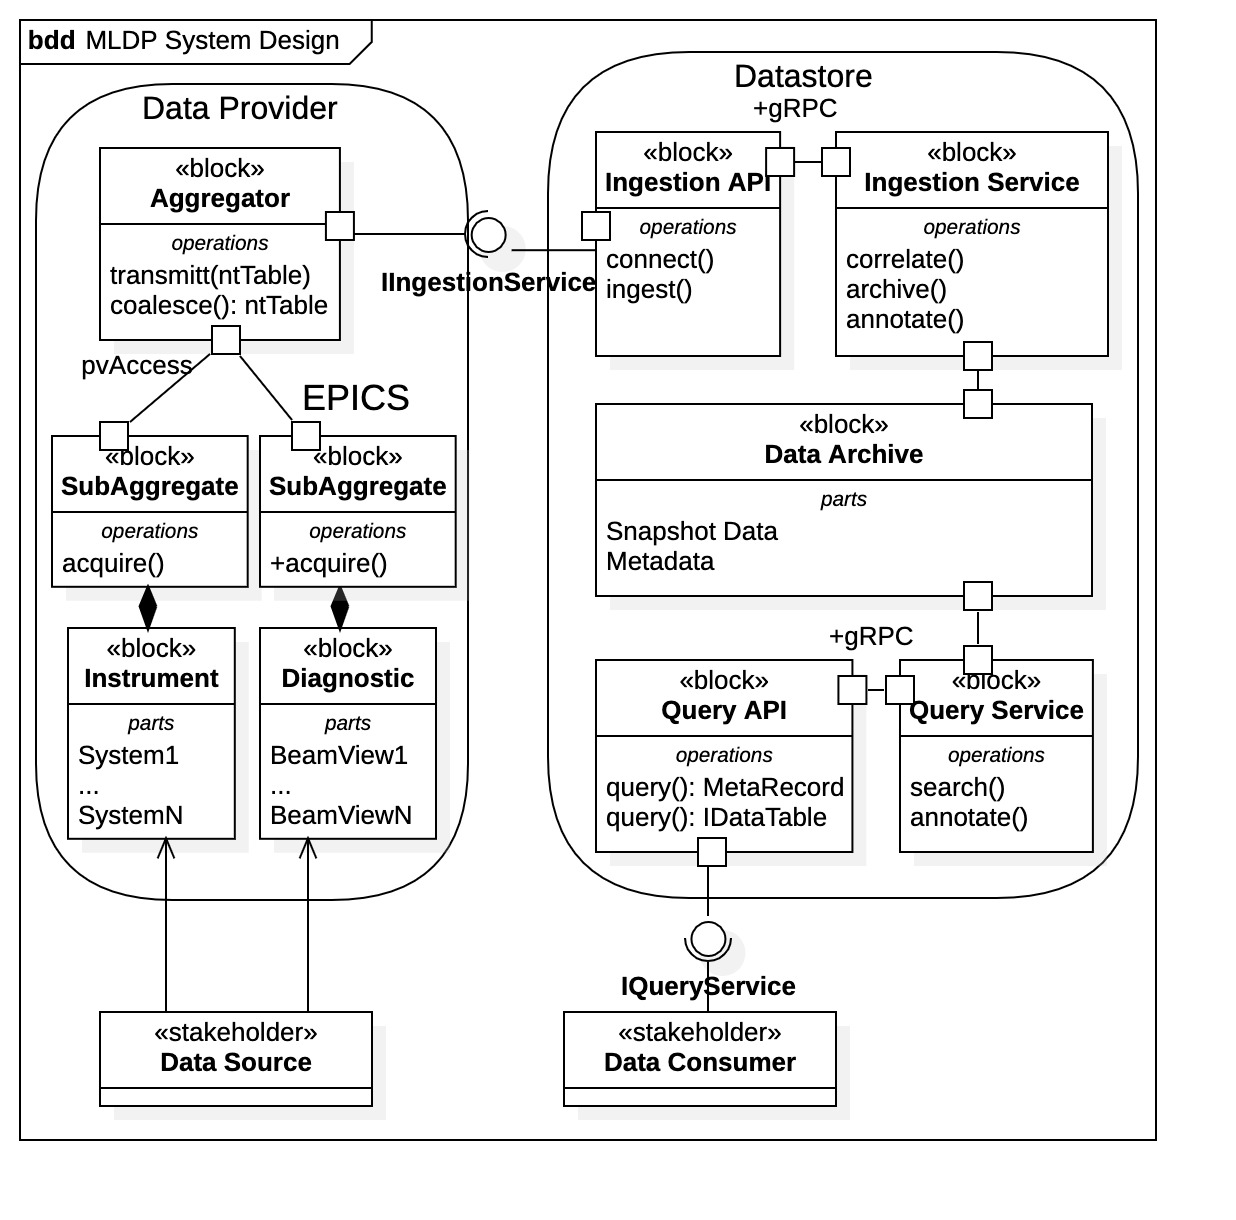 bdd MLDP System Design
Data Provider
«block»
Aggregator
operations
transmitt(ntTable)
coalesce(): ntTable
pvAccess
EPICS
«block»
SubAggregate
operations
acquire()
«block»
SubAggregate
operations
+acquire()
«block»
Instrument
parts
System1
...
SystemN
«block»
Diagnostic
parts
BeamView1
...
BeamViewN
«stakeholder»
Data Source
IIngestionService
Datastore
+gRPC
«block»
Ingestion API
operations
connect()
ingest()
«block»
Ingestion Service
operations
correlate()
archive()
annotate()
«block»
Data Archive
parts
Snapshot Data
Metadata
+gRPC
«block»
Query API
operations
query(): MetaRecord
query(): IDataTable
«block»
Query Service
operations
search()
annotate()
IQueryService
«stakeholder»
Data Consumer